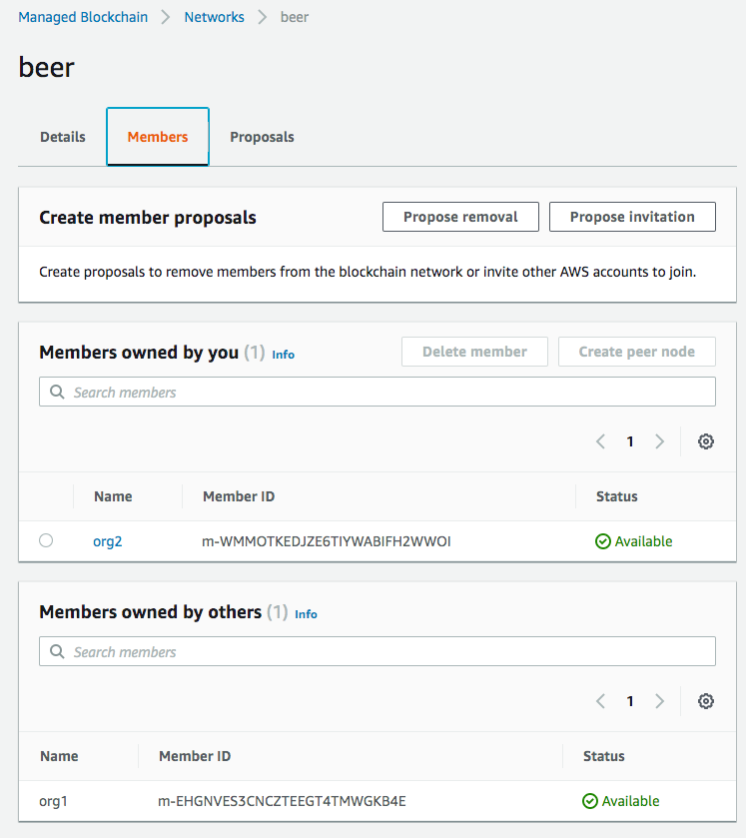 Managed Blockchain > Networks > beer
beer
Details Members Proposals
Create member proposals Propose removal Propose invitation
Create proposals to remove members from the blockchain network or invite other AWS accounts to join.
Members owned by you (1) Info Delete member Create peer node
Search members
1
Name Member ID Status
org2 m-WMMOTKEDJZE6TIYWABIFH2WWOI Available
Members owned by others (1) Info
Search members
1
Name Member ID Status
org1 m-EHGNVES3CNCZTEEGT4TMWGKB4E Available